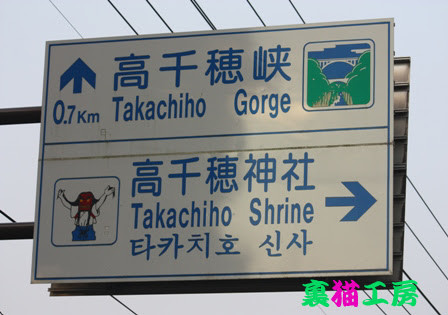 高千穂峡
0.7Km Takachiho Gorge
高千穂神社
Takachiho Shrine
타카치호 신사
裏猫工房